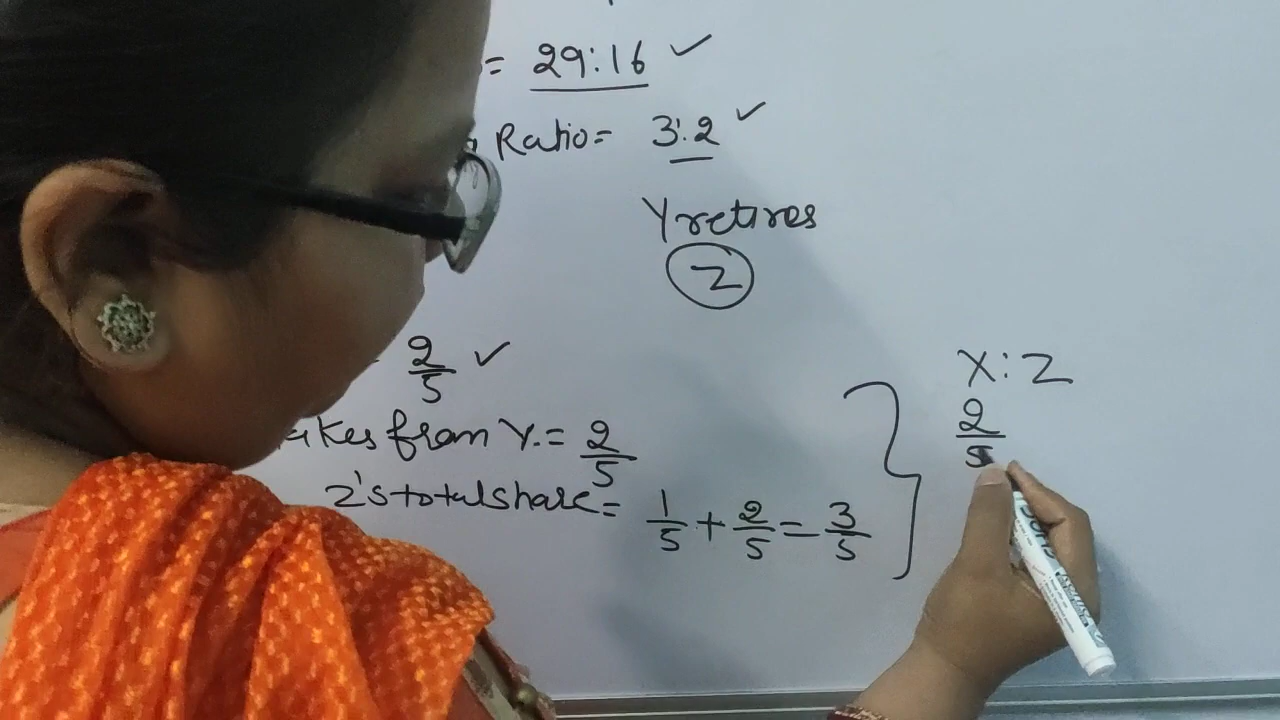 = 29:16 ✓
Ratio = 3:2 ✓
Y retires
Z
2/5 ✓
from Y. = 2/5
Z's total share = 1/5 + 2/5 = 3/5
X : Z
2/5